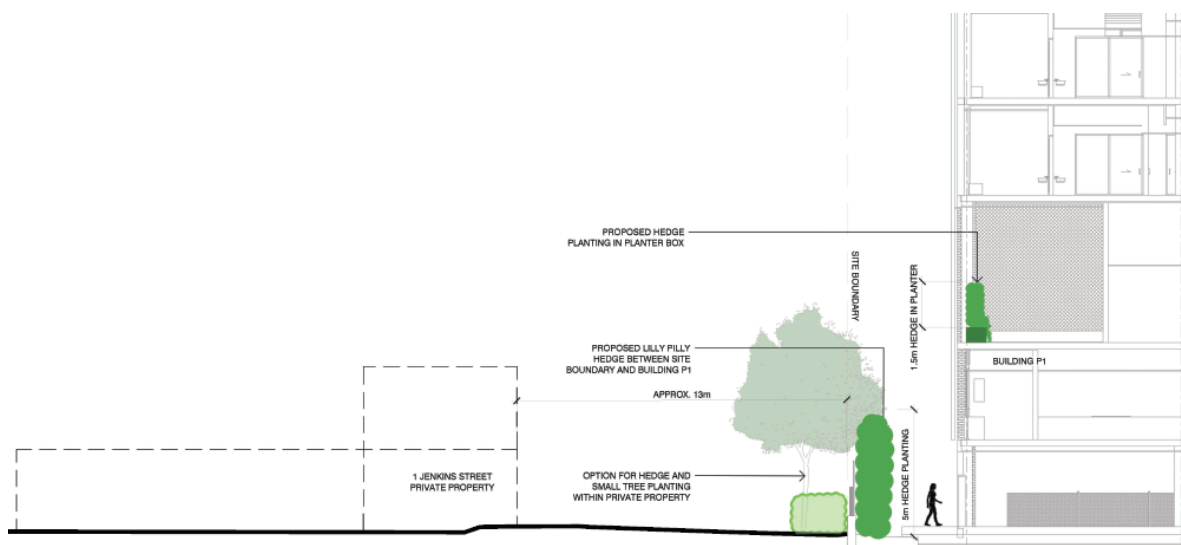 PROPOSED HEDGE
PLANTING IN PLANTER BOX
SITE BOUNDARY
1.5m HEDGE IN PLANTER
PROPOSED LILLY PILLY
HEDGE BETWEEN SITE
BOUNDARY AND BUILDING P1
BUILDING P1
APPROX. 13m
1 JENKINS STREET
PRIVATE PROPERTY
OPTION FOR HEDGE AND
SMALL TREE PLANTING
WITHIN PRIVATE PROPERTY
5m HEDGE PLANTING